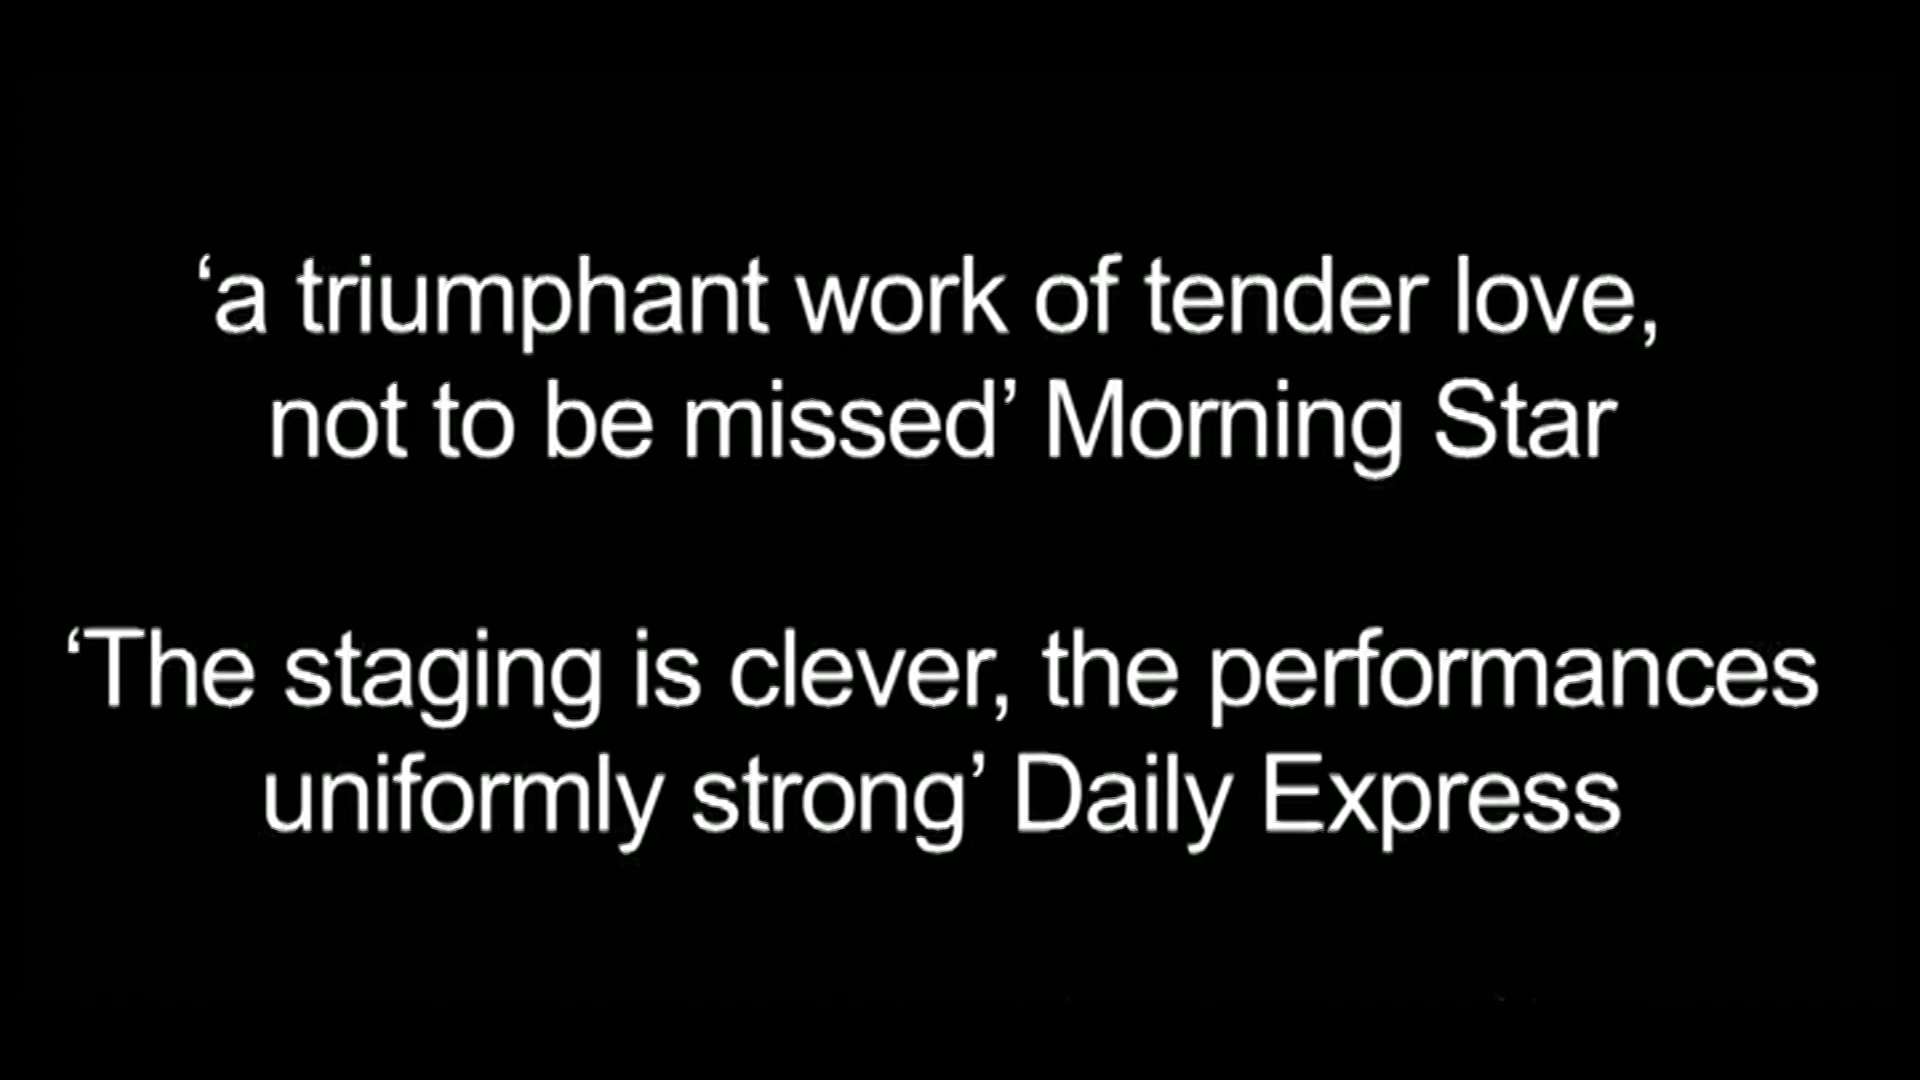 ‘a triumphant work of tender love,
not to be missed’ Morning Star
‘The staging is clever, the performances
uniformly strong’ Daily Express